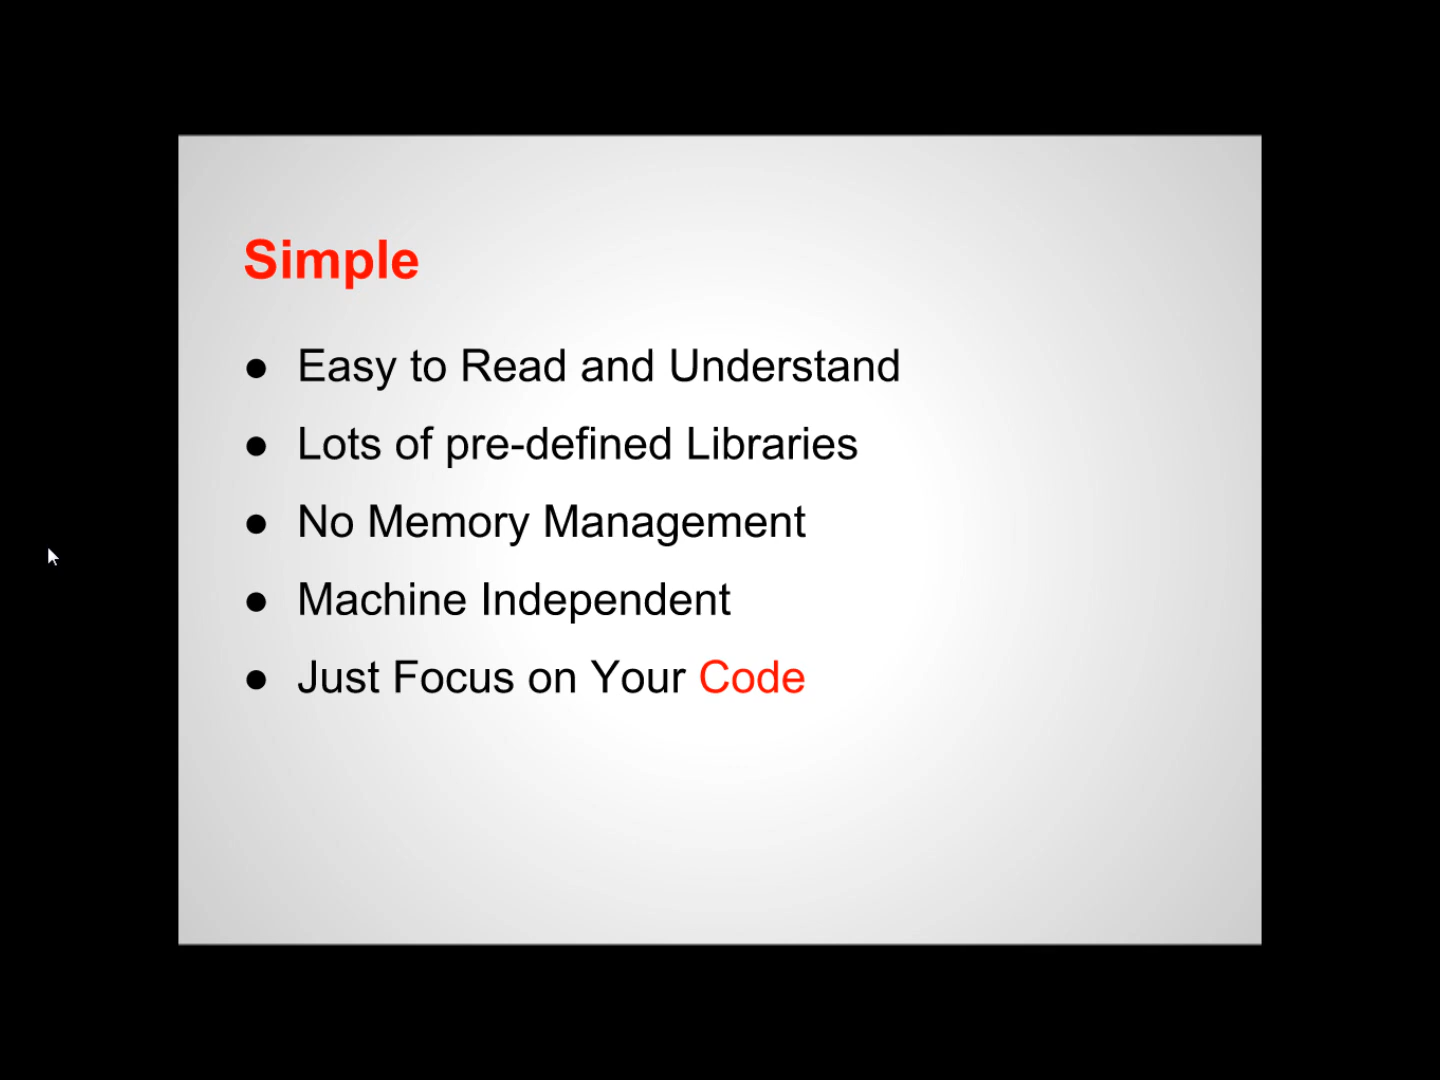 Simple
● Easy to Read and Understand
● Lots of pre-defined Libraries
● No Memory Management
● Machine Independent
● Just Focus on Your Code